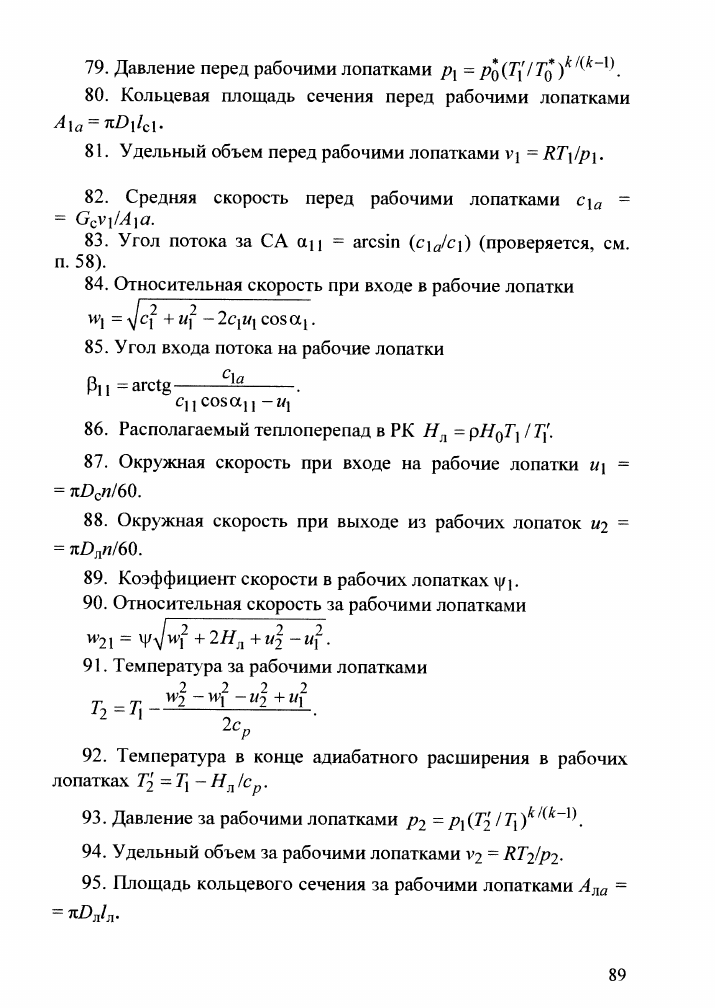 79. Давление перед рабочими лопатками p₁ = p₀*(T₁′/T₀*)^(k/(k−1)).
80. Кольцевая площадь сечения перед рабочими лопатками
A₁ₐ = πD₁l_c1.
81. Удельный объем перед рабочими лопатками v₁ = RT₁/p₁.
82. Средняя скорость перед рабочими лопатками c₁ₐ =
= G_c v₁/A₁a.
83. Угол потока за СА α₁₁ = arcsin (c₁ₐ/c₁) (проверяется, см.
п. 58).
84. Относительная скорость при входе в рабочие лопатки
w₁ = √(c₁² + u₁² − 2c₁u₁ cos α₁).
85. Угол входа потока на рабочие лопатки
β₁₁ = arctg c₁ₐ/(c₁₁ cos α₁₁ − u₁).
86. Располагаемый теплоперепад в РК H_л = ρH₀T₁ / T₁′.
87. Окружная скорость при входе на рабочие лопатки u₁ =
= πD_c n/60.
88. Окружная скорость при выходе из рабочих лопаток u₂ =
= πD_л n/60.
89. Коэффициент скорости в рабочих лопатках ψ₁.
90. Относительная скорость за рабочими лопатками
w₂₁ = ψ√(w₁² + 2H_л + u₂² − u₁²).
91. Температура за рабочими лопатками
T₂ = T₁ − (w₂² − w₁² − u₂² + u₁²)/(2c_p).
92. Температура в конце адиабатного расширения в рабочих
лопатках T₂′ = T₁ − H_л/c_p.
93. Давление за рабочими лопатками p₂ = p₁(T₂′/T₁)^(k/(k−1)).
94. Удельный объем за рабочими лопатками v₂ = RT₂/p₂.
95. Площадь кольцевого сечения за рабочими лопатками A_ла =
= πD_л l_л.
89